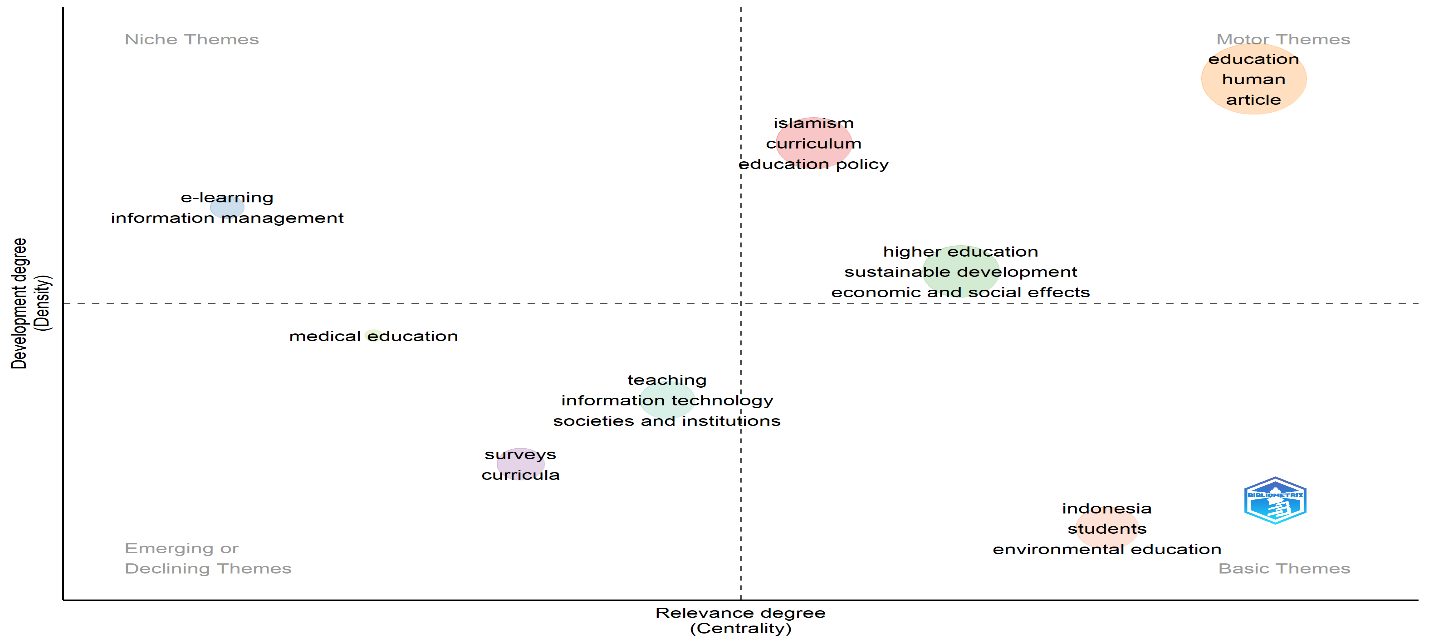 Niche Themes
Motor Themes
education
human
article
islamism
curriculum
education policy
e-learning
information management
higher education
sustainable development
economic and social effects
Development degree
(Density)
medical education
teaching
information technology
societies and institutions
surveys
curricula
BIBLIOMETRIX
indonesia
students
environmental education
Emerging or
Declining Themes
Basic Themes
Relevance degree
(Centrality)